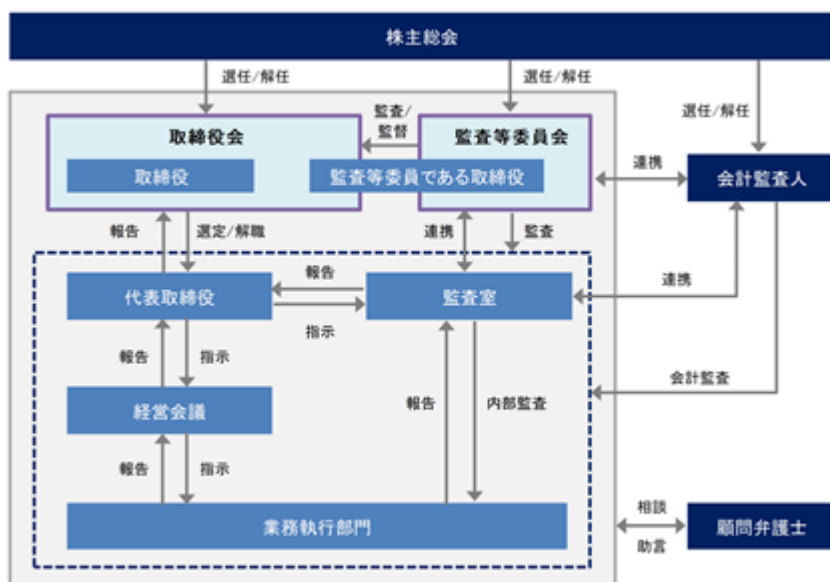 株主総会
選任/解任
選任/解任
選任/解任
監査/
監督
取締役会
監査等委員会
取締役
監査等委員である取締役
連携
会計監査人
報告
選定/解職
連携
監査
代表取締役
報告
指示
監査室
連携
報告
指示
会計監査
経営会議
報告
内部監査
報告
指示
業務執行部門
相談
助言
顧問弁護士